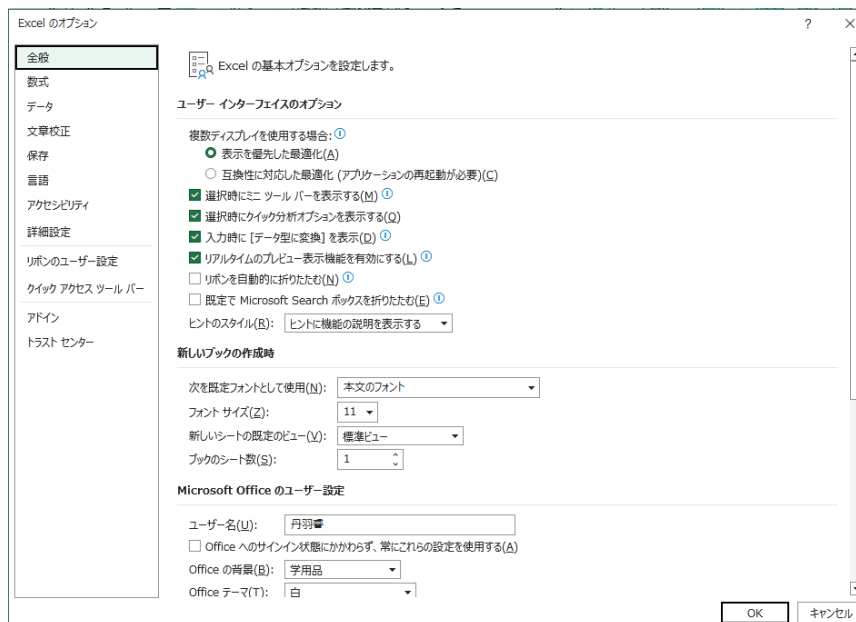 Excel のオプション
?
全般
数式
データ
文章校正
保存
言語
アクセシビリティ
詳細設定
リボンのユーザー設定
クイック アクセス ツール バー
アドイン
トラスト センター
Excel の基本オプションを設定します。
ユーザー インターフェイスのオプション
複数ディスプレイを使用する場合:
表示を優先した最適化(A)
互換性に対応した最適化 (アプリケーションの再起動が必要)(C)
選択時にミニ ツール バーを表示する(M)
選択時にクイック分析オプションを表示する(Q)
入力時に [データ型に変換] を表示(D)
リアルタイムのプレビュー表示機能を有効にする(L)
リボンを自動的に折りたたむ(N)
既定で Microsoft Search ボックスを折りたたむ(E)
ヒントのスタイル(R): ヒントに機能の説明を表示する
新しいブックの作成時
次を既定フォントとして使用(N): 本文のフォント
フォント サイズ(Z): 11
新しいシートの既定のビュー(V): 標準ビュー
ブックのシート数(S): 1
Microsoft Office のユーザー設定
ユーザー名(U): 丹羽睿
Office へのサインイン状態にかかわらず、常にこれらの設定を使用する(A)
Office の背景(B): 学用品
Office テーマ(T): 白
OK
キャンセル